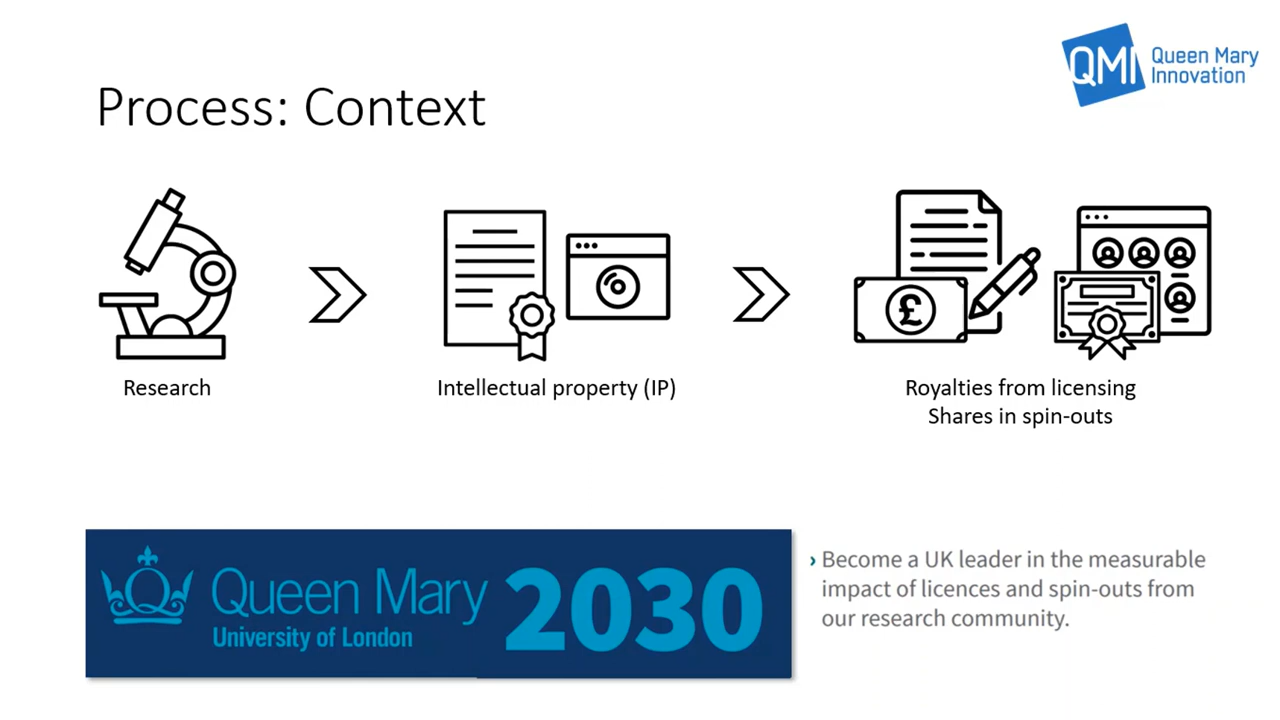 QMI Queen Mary
Innovation
Process: Context
£
Research
Intellectual property (IP)
Royalties from licensing
Shares in spin-outs
Queen Mary
University of London
2030
› Become a UK leader in the measurable
impact of licences and spin-outs from
our research community.